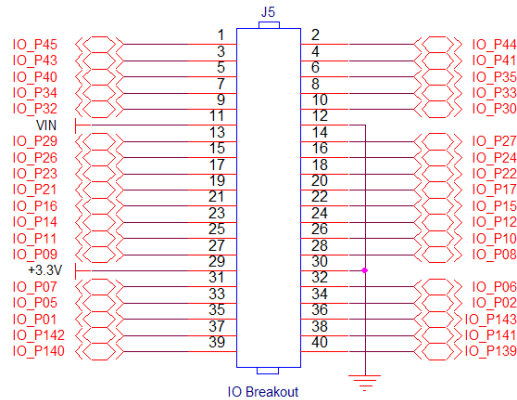 J5
IO_P45 1 2 IO_P44
IO_P43 3 4 IO_P41
IO_P40 5 6 IO_P35
IO_P34 7 8 IO_P33
IO_P32 9 10 IO_P30
VIN 11 12
IO_P29 13 14 IO_P27
IO_P26 15 16 IO_P24
IO_P23 17 18 IO_P22
IO_P21 19 20 IO_P17
IO_P16 21 22 IO_P15
IO_P14 23 24 IO_P12
IO_P11 25 26 IO_P10
IO_P09 27 28 IO_P08
+3.3V 29 30
IO_P07 31 32 IO_P06
IO_P05 33 34 IO_P02
IO_P01 35 36 IO_P143
IO_P142 37 38 IO_P141
IO_P140 39 40 IO_P139
IO Breakout